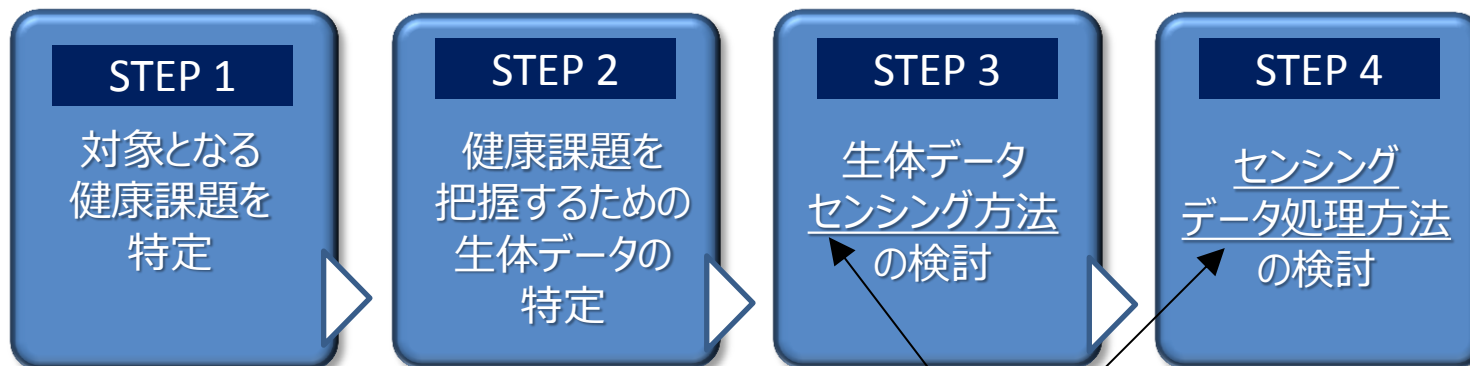 STEP 1
対象となる
健康課題を
特定
STEP 2
健康課題を
把握するための
生体データの
特定
STEP 3
生体データ
センシング方法
の検討
STEP 4
センシング
データ処理方法
の検討